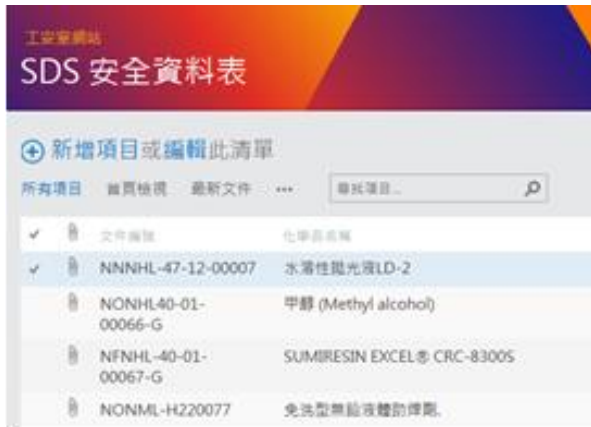 工安室網站
SDS 安全資料表
新增項目或編輯此清單
所有項目 首頁檢視 最新文件 ••• 尋找項目...
文件編號 化學品名稱
NNNHL-47-12-00007 水溶性拋光液LD-2
NONHL40-01- 甲醇 (Methyl alcohol)
00066-G
NFNHL-40-01- SUMIRESIN EXCEL® CRC-8300S
00067-G
NONML-H220077 免洗型無鉛液體助焊劑.